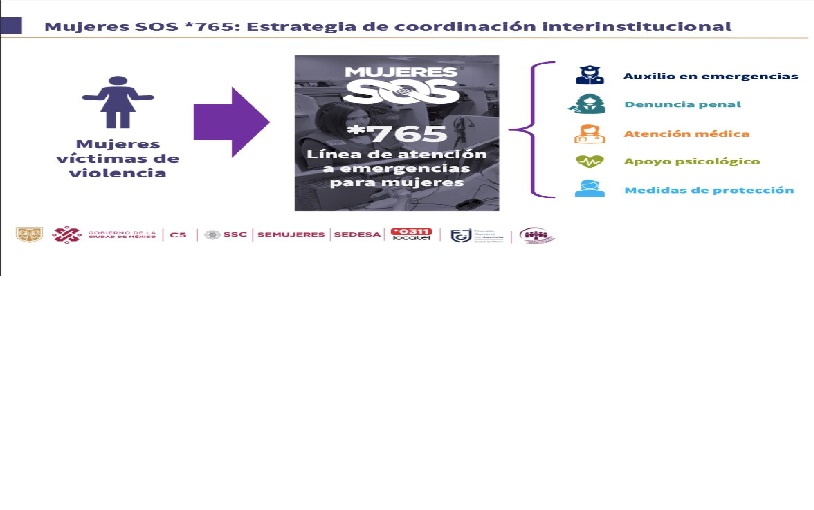 Mujeres SOS *765: Estrategia de coordinación interinstitucional
Mujeres
víctimas de
violencia
MUJERES
SOS
*765
Línea de atención
a emergencias
para mujeres
Auxilio en emergencias
Denuncia penal
Atención médica
Apoyo psicológico
Medidas de protección
GOBIERNO DE LA
CIUDAD DE MÉXICO
C5
SSC
SEMUJERES
SEDESA
*0311
locatel